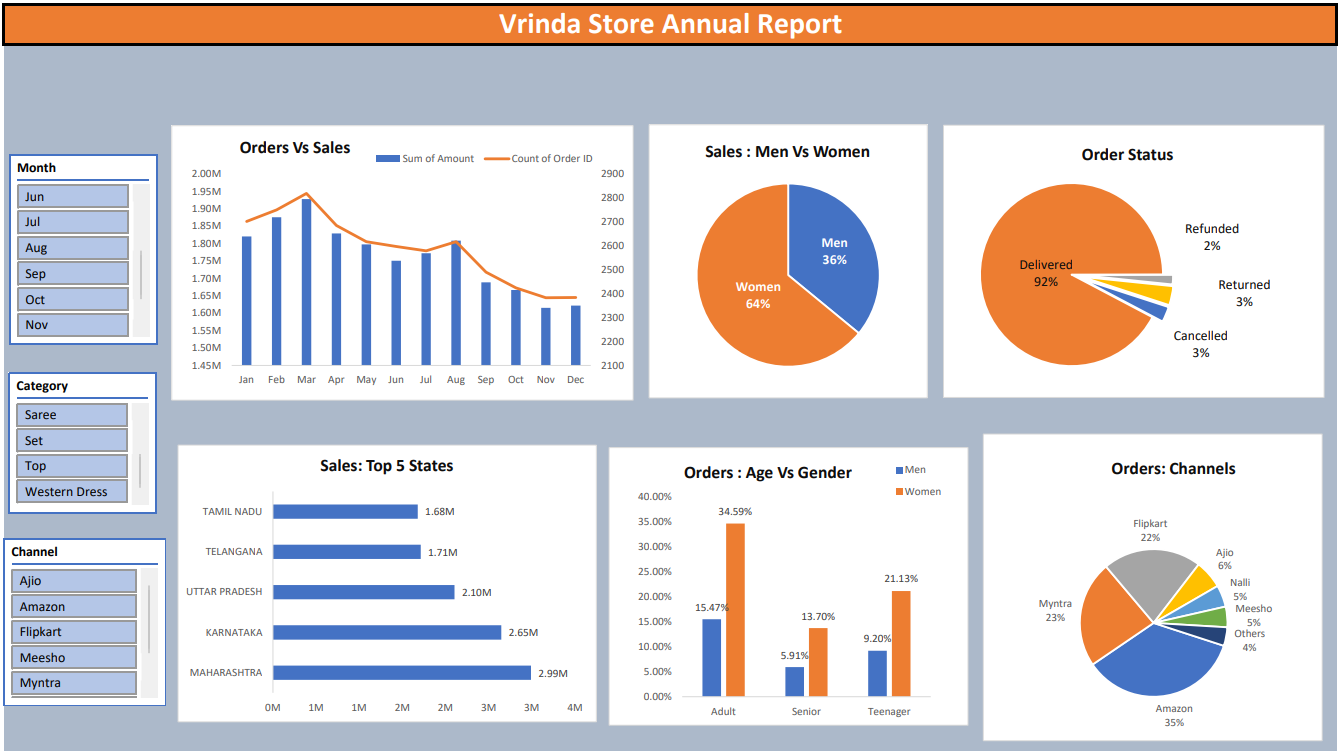 Vrinda Store Annual Report
Month
Jun
Jul
Aug
Sep
Oct
Nov
Category
Saree
Set
Top
Western Dress
Channel
Ajio
Amazon
Flipkart
Meesho
Myntra
Orders Vs Sales
Sum of Amount Count of Order ID
2.00M 2900
1.95M 2800
1.90M 2700
1.85M 2600
1.80M 2500
1.75M 2400
1.70M 2300
1.65M 2200
1.60M 2100
1.55M
1.50M
1.45M
Jan Feb Mar Apr May Jun Jul Aug Sep Oct Nov Dec
Sales : Men Vs Women
Men
36%
Women
64%
Order Status
Refunded
2%
Delivered
92%
Returned
3%
Cancelled
3%
Sales: Top 5 States
TAMIL NADU 1.68M
TELANGANA 1.71M
UTTAR PRADESH 2.10M
KARNATAKA 2.65M
MAHARASHTRA 2.99M
0M 1M 1M 2M 2M 3M 3M 4M
Orders : Age Vs Gender
Men
Women
40.00%
35.00%
30.00%
25.00%
20.00%
15.00%
10.00%
5.00%
0.00%
15.47% 34.59%
5.91% 13.70%
9.20% 21.13%
Adult Senior Teenager
Orders: Channels
Flipkart
22%
Ajio
6%
Nalli
5%
Meesho
5%
Others
4%
Myntra
23%
Amazon
35%